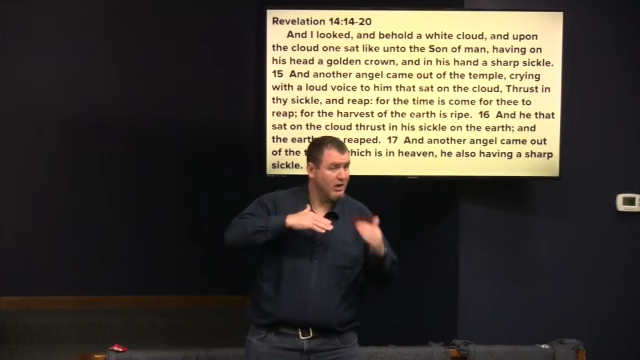 Revelation 14:14-20
And I looked, and behold a white cloud, and upon
the cloud one sat like unto the Son of man, having on
his head a golden crown, and in his hand a sharp sickle.
15 And another angel came out of the temple, crying
with a loud voice to him that sat on the cloud, Thrust in
thy sickle, and reap: for the time is come for thee to
reap; for the harvest of the earth is ripe. 16 And he that
sat on the cloud thrust in his sickle on the earth; and
the earth reaped. 17 And another angel came out
of the which is in heaven, he also having a sharp
sickle.